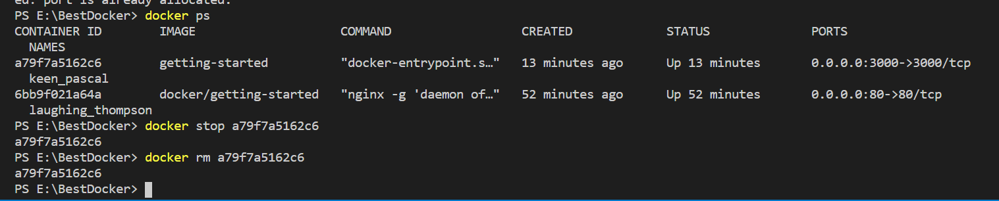 ed: port is already allocated.
PS E:\BestDocker> docker ps
CONTAINER ID        IMAGE                    COMMAND                  CREATED             STATUS              PORTS
  NAMES
a79f7a5162c6        getting-started          "docker-entrypoint.s…"   13 minutes ago      Up 13 minutes       0.0.0.0:3000->3000/tcp
  keen_pascal
6bb9f021a64a        docker/getting-started   "nginx -g 'daemon of…"   52 minutes ago      Up 52 minutes       0.0.0.0:80->80/tcp
  laughing_thompson
PS E:\BestDocker> docker stop a79f7a5162c6
a79f7a5162c6
PS E:\BestDocker> docker rm a79f7a5162c6
a79f7a5162c6
PS E:\BestDocker>